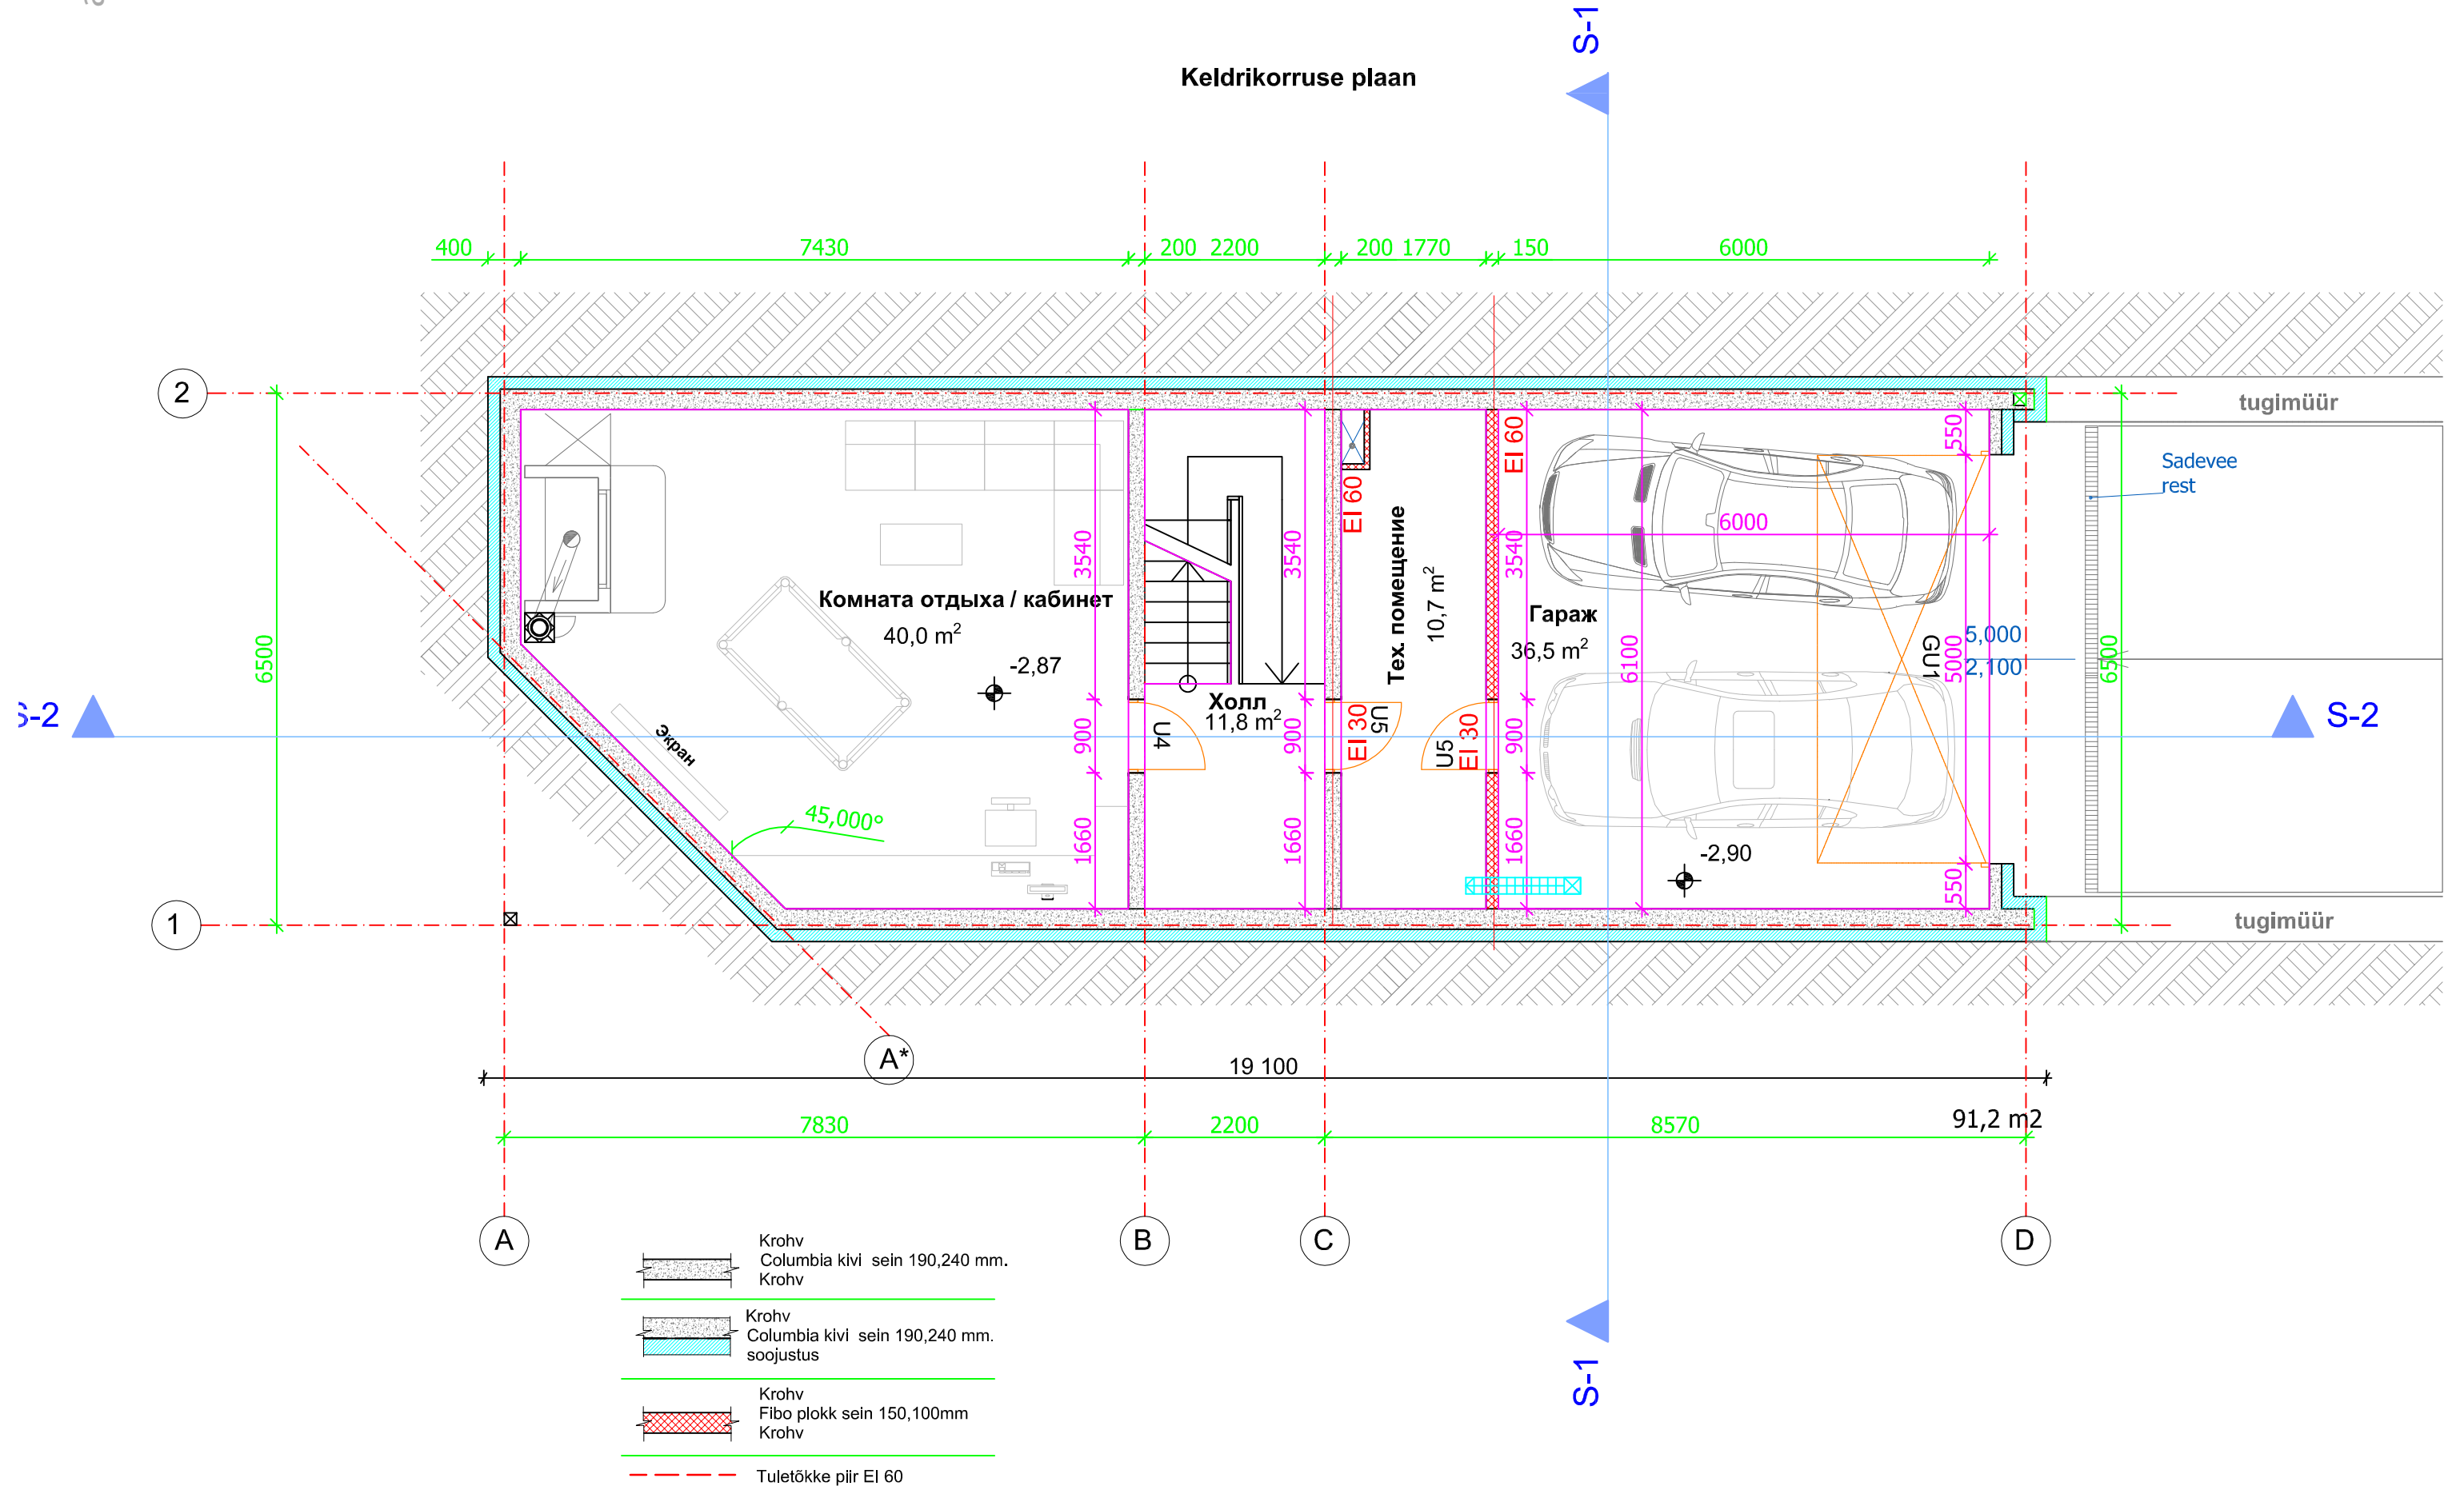 S-1
Keldrikorruse plaan
400
7430
200
2200
200
1770
150
6000
2
tugimüür
EI 60
550
Sadevee
rest
EI 60
6000
3540
3540
3540
Тех. помещение
10,7 m²
Комната отдыха / кабинет
40,0 m²
Гараж
36,5 m²
-2,87
6500
6100
GU1
5000
5,000
2,100
6500
S-2
Холл
11,8 m²
U4
U5
EI 30
U5
EI 30
900
900
900
S-2
Экран
45,000°
1660
1660
1660
-2,90
550
1
tugimüür
A*
19 100
7830
2200
8570
91,2 m2
A
B
C
D
Krohv
Columbia kivi sein 190,240 mm.
Krohv
Krohv
Columbia kivi sein 190,240 mm.
soojustus
S-1
Krohv
Fibo plokk sein 150,100mm
Krohv
Tuletõkke piir EI 60